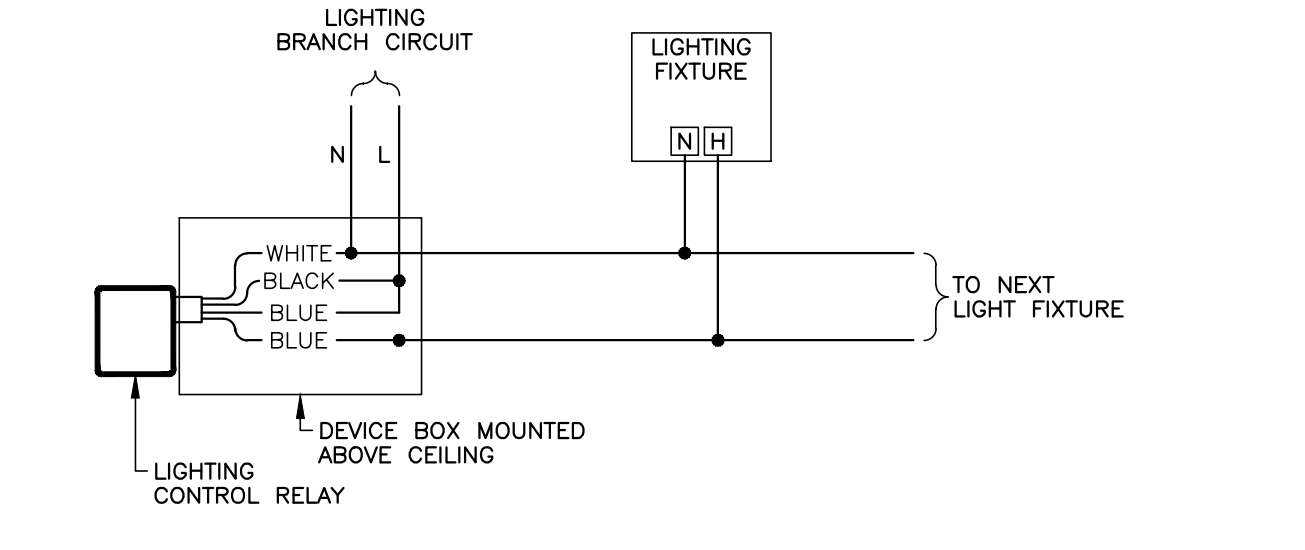 LIGHTING
BRANCH CIRCUIT
LIGHTING
FIXTURE
N H
N L
WHITE
BLACK
BLUE
BLUE
TO NEXT
LIGHT FIXTURE
DEVICE BOX MOUNTED
ABOVE CEILING
LIGHTING
CONTROL RELAY